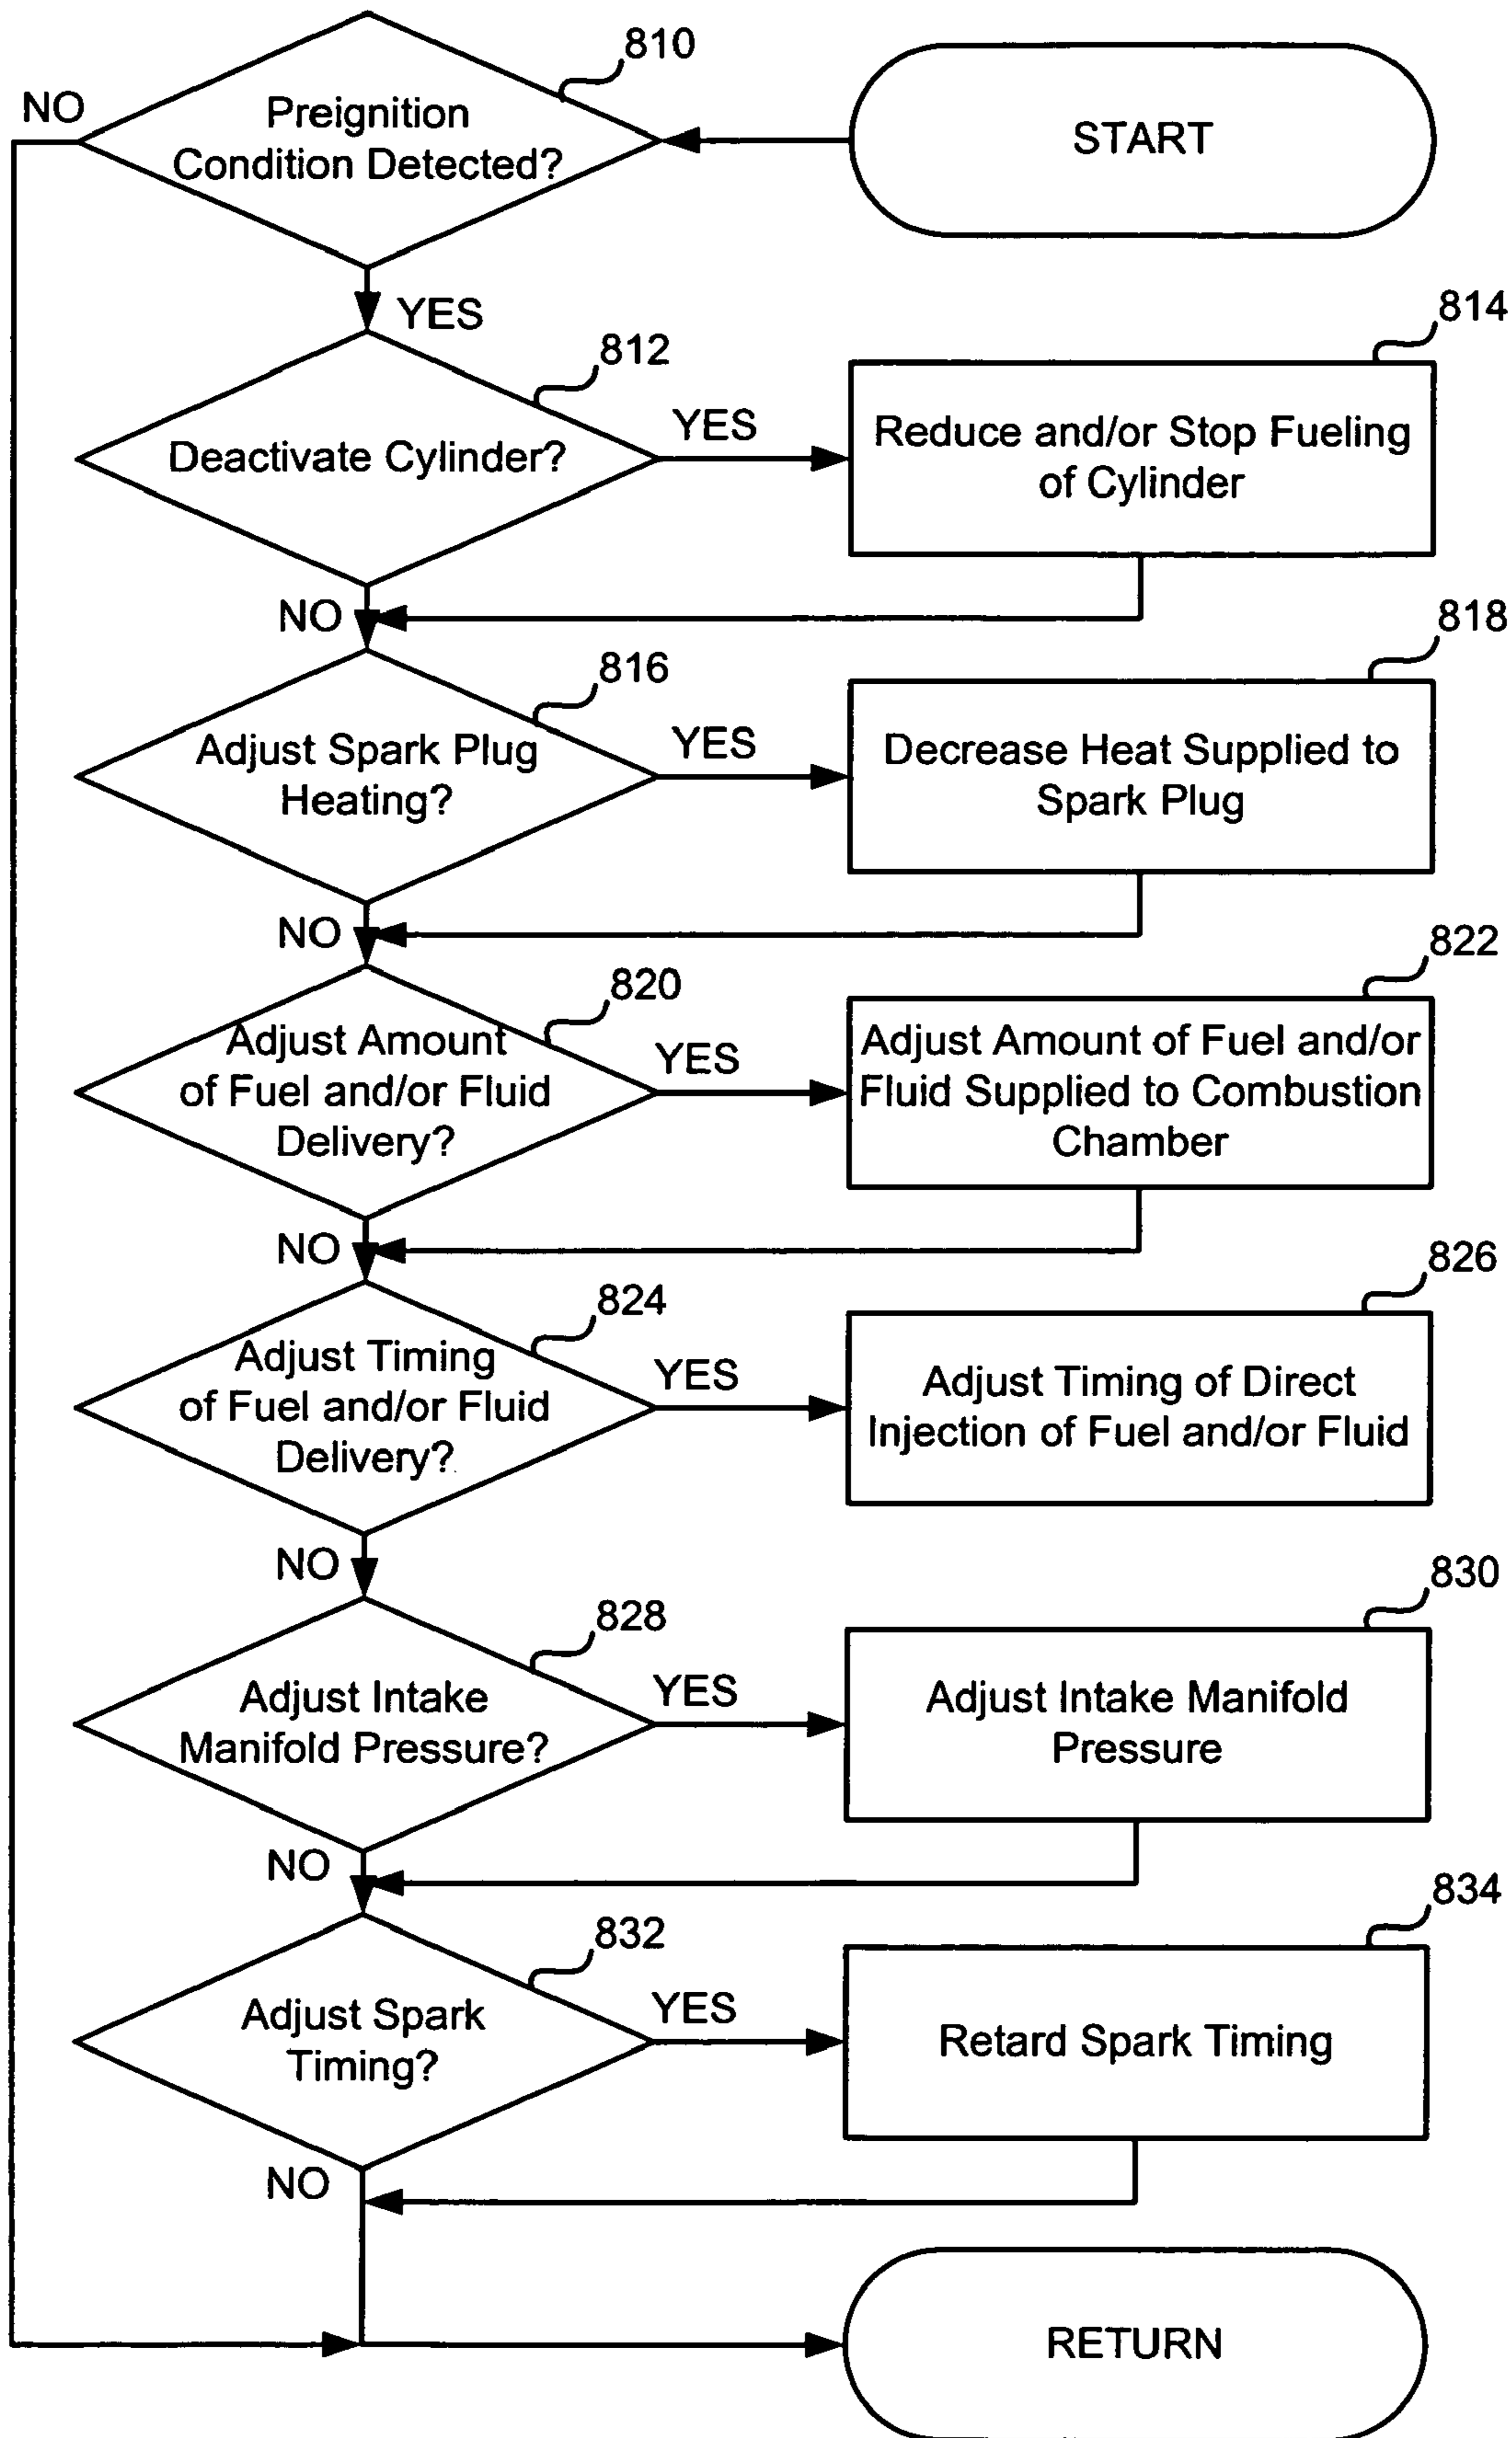 START
810
Preignition
Condition Detected?
NO
YES
812
Deactivate Cylinder?
YES
814
Reduce and/or Stop Fueling
of Cylinder
NO
816
Adjust Spark Plug
Heating?
YES
818
Decrease Heat Supplied to
Spark Plug
NO
820
Adjust Amount
of Fuel and/or Fluid
Delivery?
YES
822
Adjust Amount of Fuel and/or
Fluid Supplied to Combustion
Chamber
NO
824
Adjust Timing
of Fuel and/or Fluid
Delivery?
YES
826
Adjust Timing of Direct
Injection of Fuel and/or Fluid
NO
828
Adjust Intake
Manifold Pressure?
YES
830
Adjust Intake Manifold
Pressure
NO
832
Adjust Spark
Timing?
YES
834
Retard Spark Timing
NO
RETURN